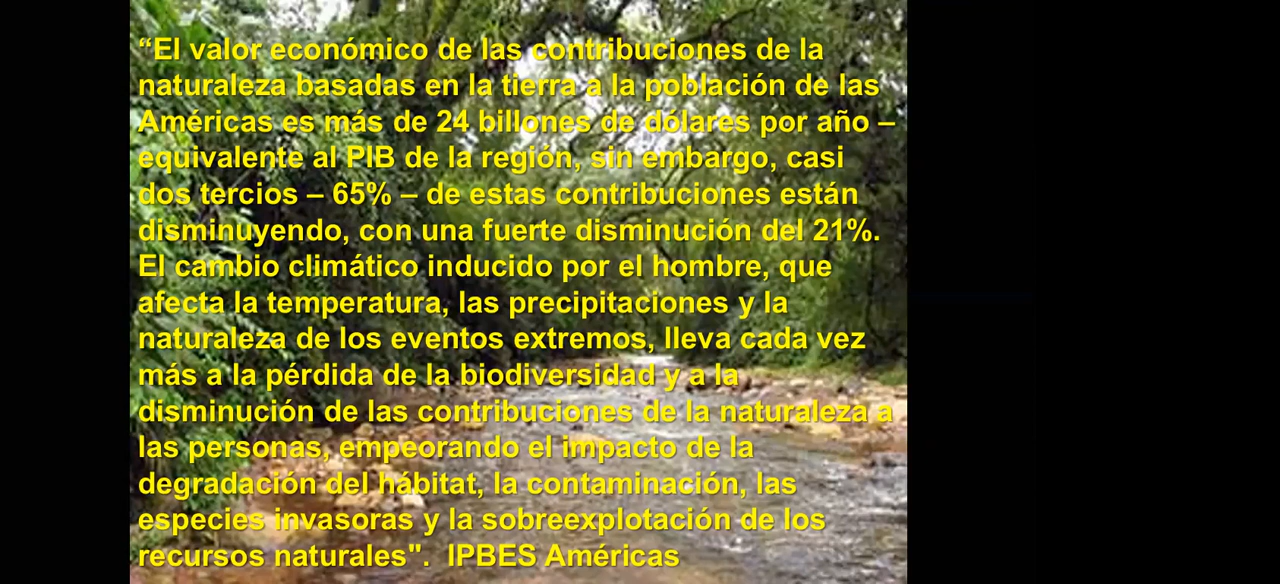 “El valor económico de las contribuciones de la
naturaleza basadas en la tierra a la población de las
Américas es más de 24 billones de dólares por año –
equivalente al PIB de la región, sin embargo, casi
dos tercios – 65% – de estas contribuciones están
disminuyendo, con una fuerte disminución del 21%.
El cambio climático inducido por el hombre, que
afecta la temperatura, las precipitaciones y la
naturaleza de los eventos extremos, lleva cada vez
más a la pérdida de la biodiversidad y a la
disminución de las contribuciones de la naturaleza a
las personas, empeorando el impacto de la
degradación del hábitat, la contaminación, las
especies invasoras y la sobreexplotación de los
recursos naturales". IPBES Américas